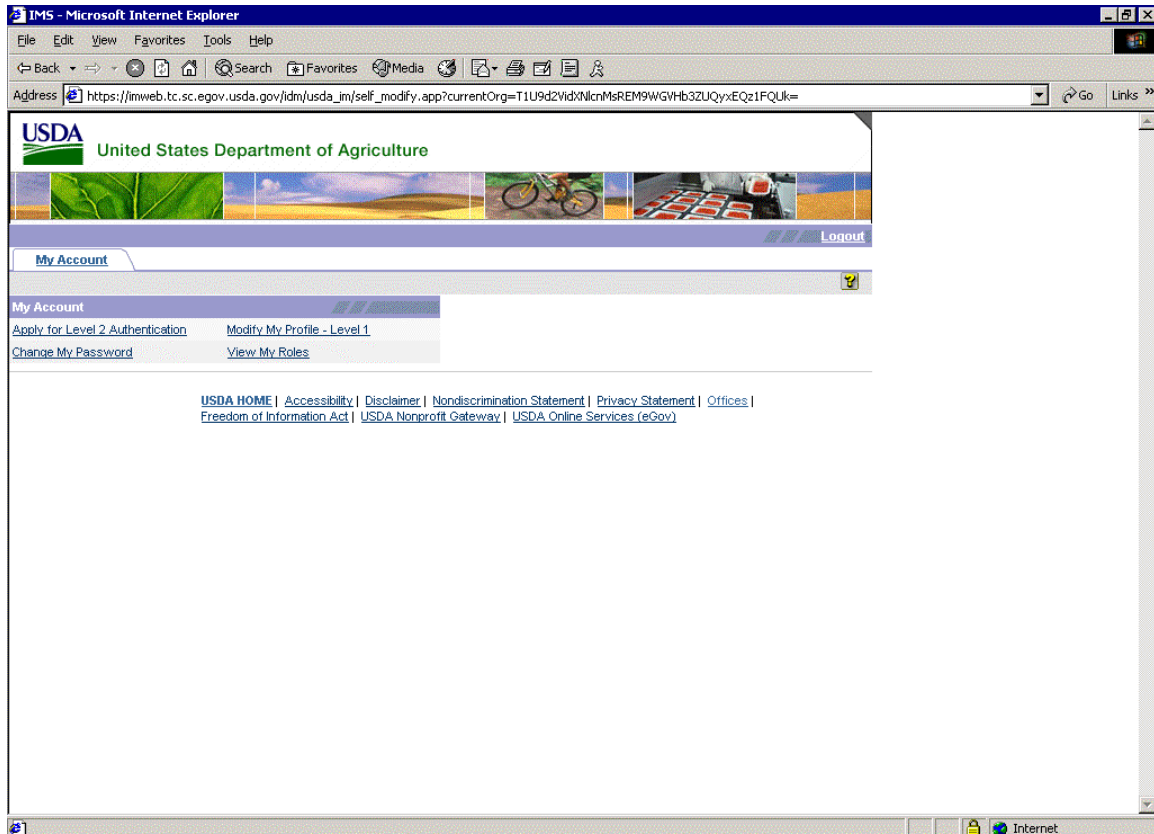 IMS - Microsoft Internet Explorer
File Edit View Favorites Tools Help
Back Search Favorites Media
Address https://imweb.tc.sc.egov.usda.gov/idm/usda_im/self_modify.app?currentOrg=T1U9d2VidXNlcnMsREM9WGVHb3ZUQyxEQz1FQUk= Go Links »
USDA
United States Department of Agriculture
Logout
My Account
My Account
Apply for Level 2 Authentication Modify My Profile - Level 1
Change My Password View My Roles
USDA HOME | Accessibility | Disclaimer | Nondiscrimination Statement | Privacy Statement | Offices |
Freedom of Information Act | USDA Nonprofit Gateway | USDA Online Services (eGov)
Internet